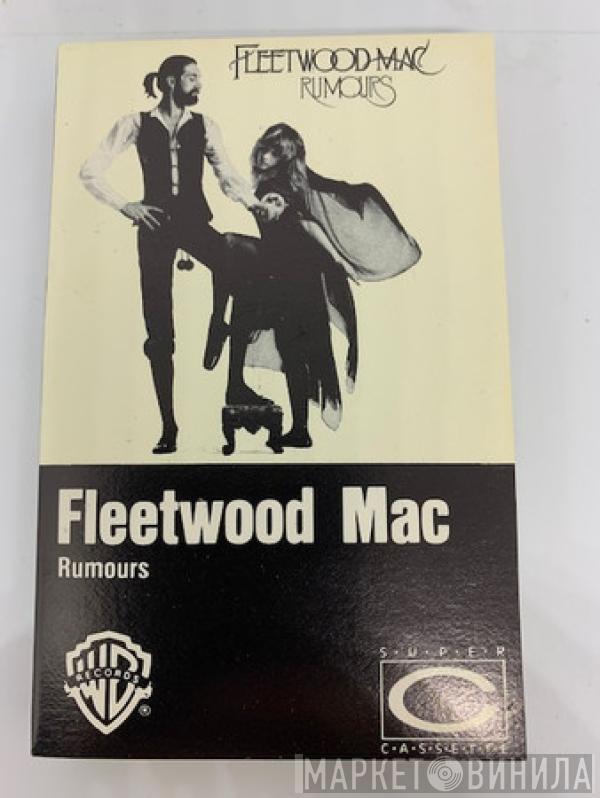 FLEETWOOD MAC
RUMOURS
Fleetwood Mac
Rumours
WB
RECORDS
®
S·U·P·E·R
C
C·A·S·S·E·T·T·E
МАРКЕТ ВИНИЛА